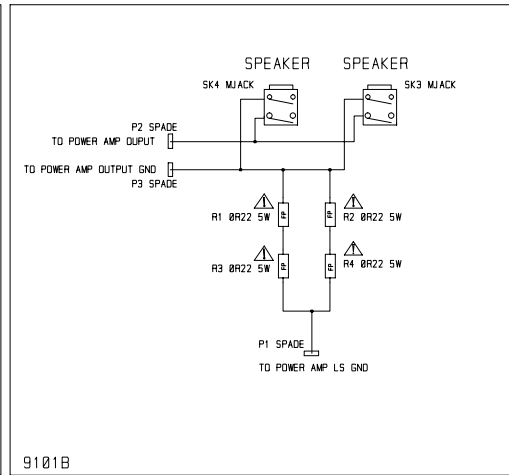 SPEAKER SPEAKER
SK4 MJACK
SK3 MJACK
P2 SPADE
TO POWER AMP OUPUT
TO POWER AMP OUTPUT GND
P3 SPADE
R1 0R22 5W
FP
FP
R2 0R22 5W
R3 0R22 5W
FP
FP
R4 0R22 5W
P1 SPADE
TO POWER AMP LS GND
9101B